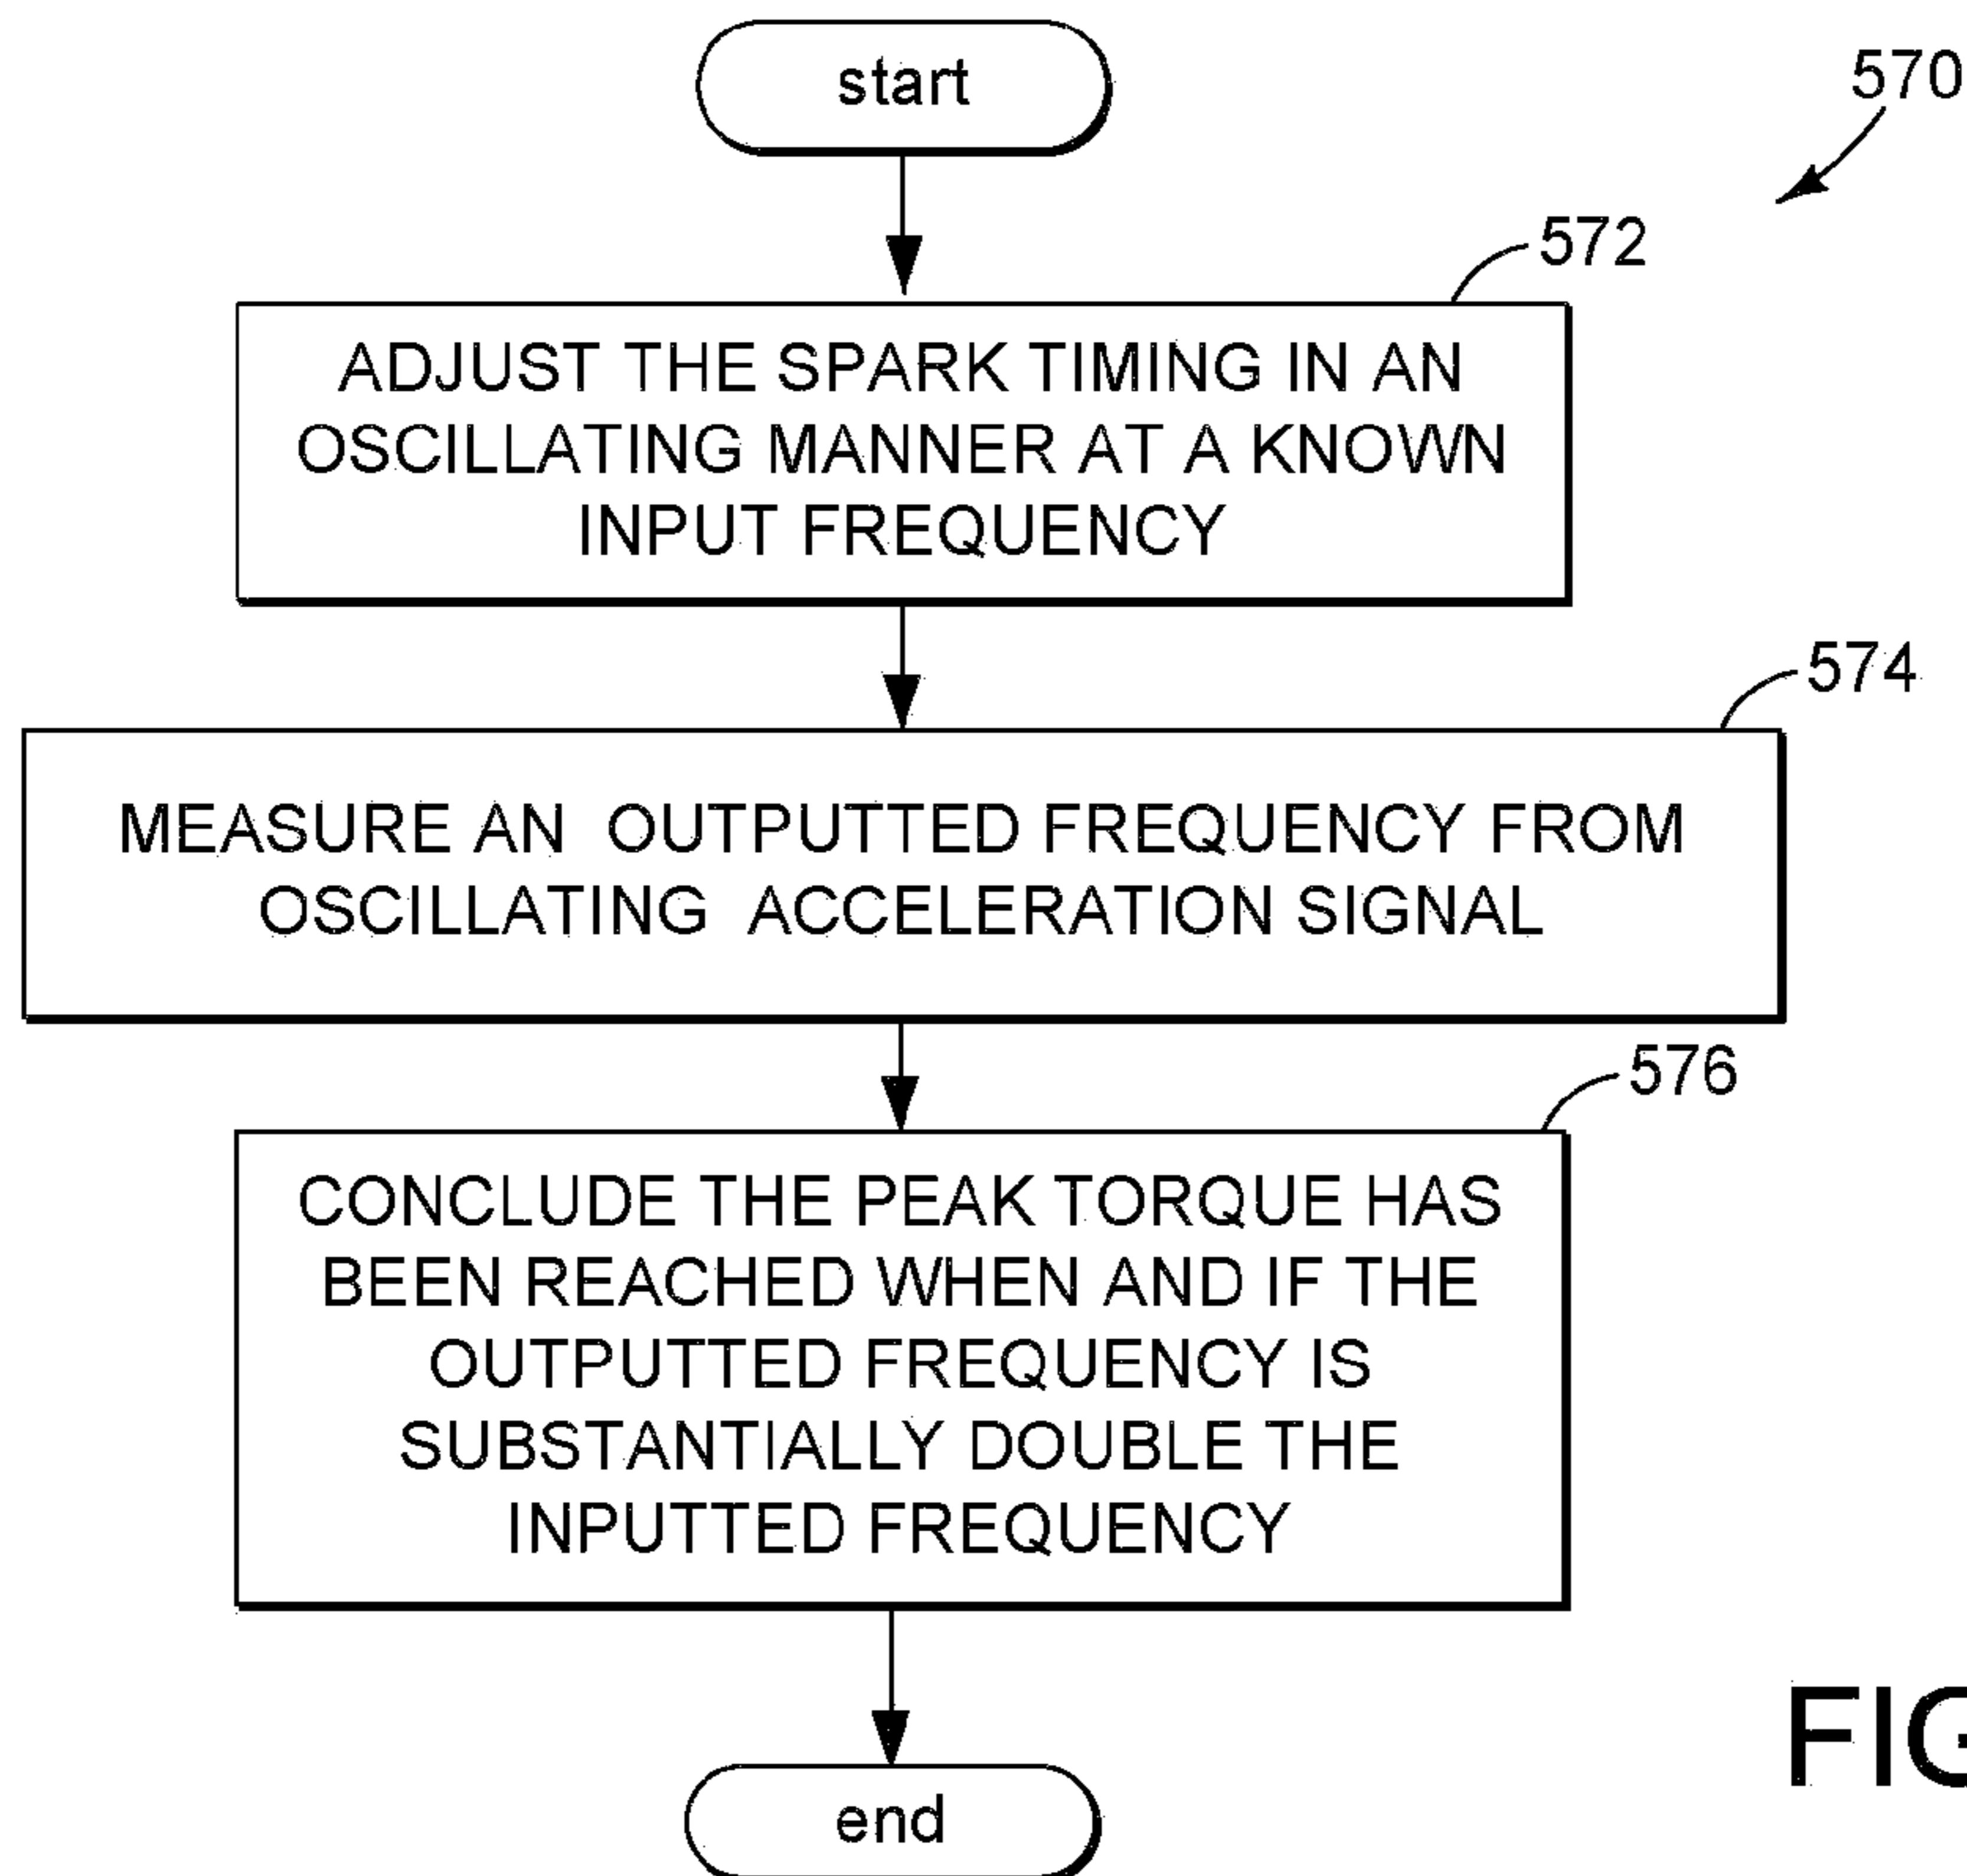 start
570
572
ADJUST THE SPARK TIMING IN AN
OSCILLATING MANNER AT A KNOWN
INPUT FREQUENCY
574
MEASURE AN OUTPUTTED FREQUENCY FROM
OSCILLATING ACCELERATION SIGNAL
576
CONCLUDE THE PEAK TORQUE HAS
BEEN REACHED WHEN AND IF THE
OUTPUTTED FREQUENCY IS
SUBSTANTIALLY DOUBLE THE
INPUTTED FREQUENCY
FIG
end